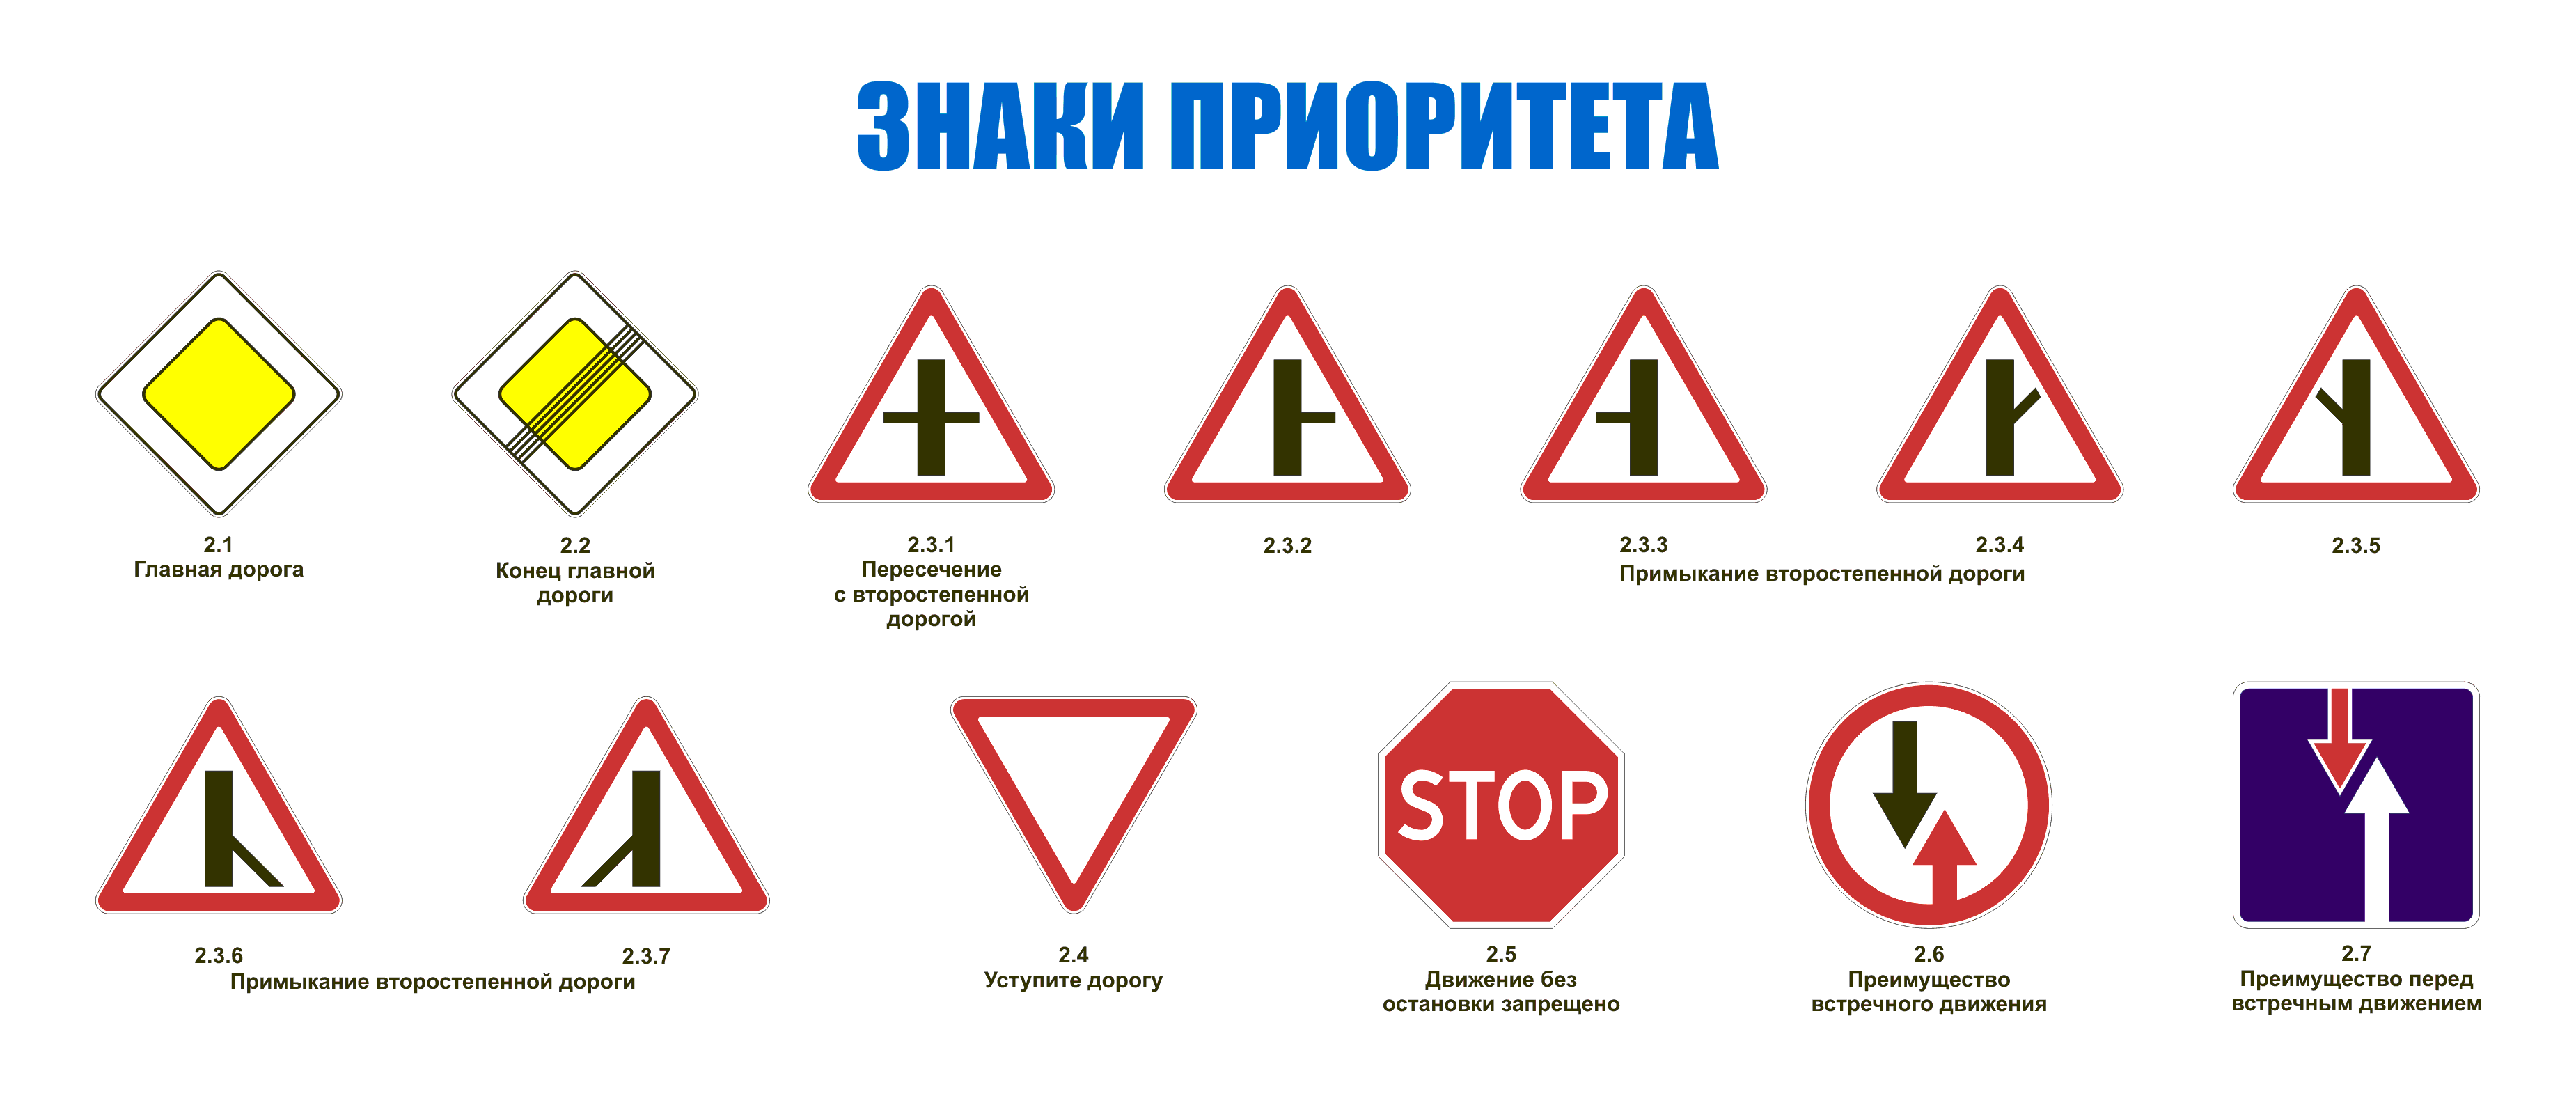 ЗНАКИ ПРИОРИТЕТА
2.1
Главная дорога
2.2
Конец главной
дороги
2.3.1
Пересечение
с второстепенной
дорогой
2.3.2
2.3.3
2.3.4
2.3.5
Примыкание второстепенной дороги
2.3.6
2.3.7
Примыкание второстепенной дороги
2.4
Уступите дорогу
STOP
2.5
Движение без
остановки запрещено
2.6
Преимущество
встречного движения
2.7
Преимущество перед
встречным движением